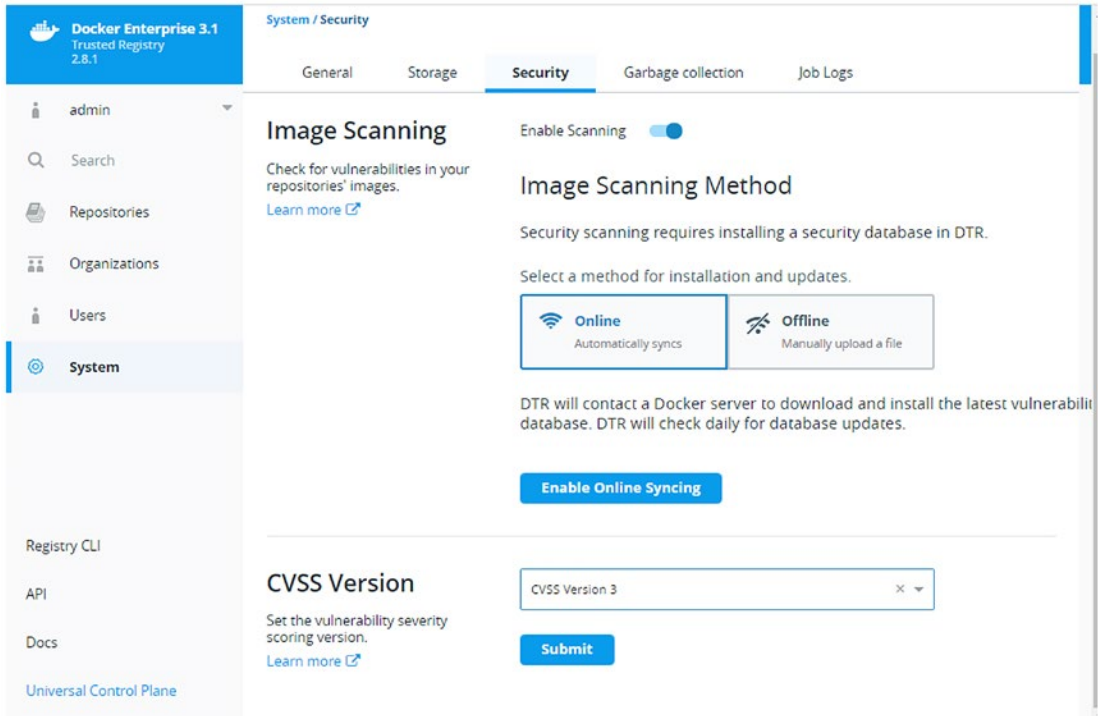 Docker Enterprise 3.1
Trusted Registry
2.8.1
admin
Search
Repositories
Organizations
Users
System
Registry CLI
API
Docs
Universal Control Plane
System / Security
General Storage Security Garbage collection Job Logs
Image Scanning
Check for vulnerabilities in your
repositories' images.
Learn more
Enable Scanning
Image Scanning Method
Security scanning requires installing a security database in DTR.
Select a method for installation and updates.
Online
Automatically syncs
Offline
Manually upload a file
DTR will contact a Docker server to download and install the latest vulnerabilit
database. DTR will check daily for database updates.
Enable Online Syncing
CVSS Version
Set the vulnerability severity
scoring version.
Learn more
CVSS Version 3
Submit